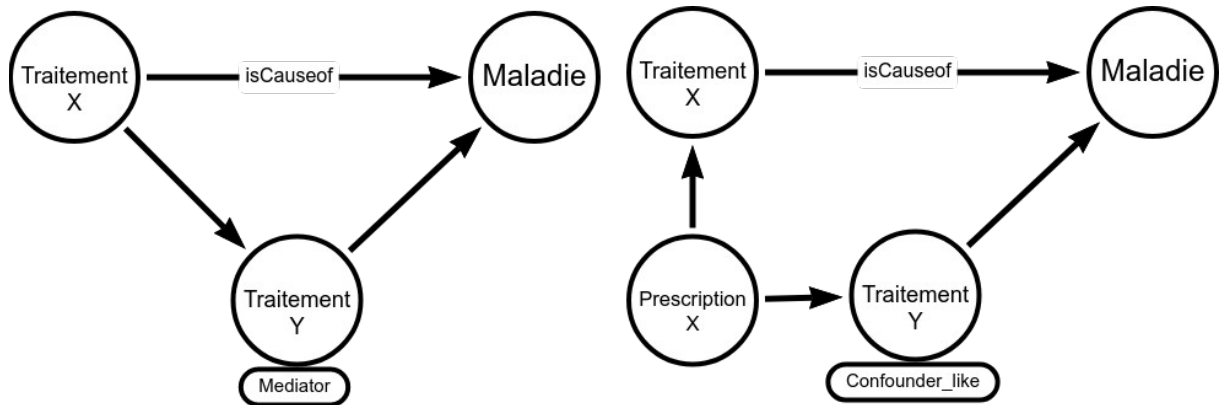 Traitement
X
isCauseof
Maladie
Traitement
Y
Mediator
Traitement
X
isCauseof
Maladie
Prescription
X
Traitement
Y
Confounder_like